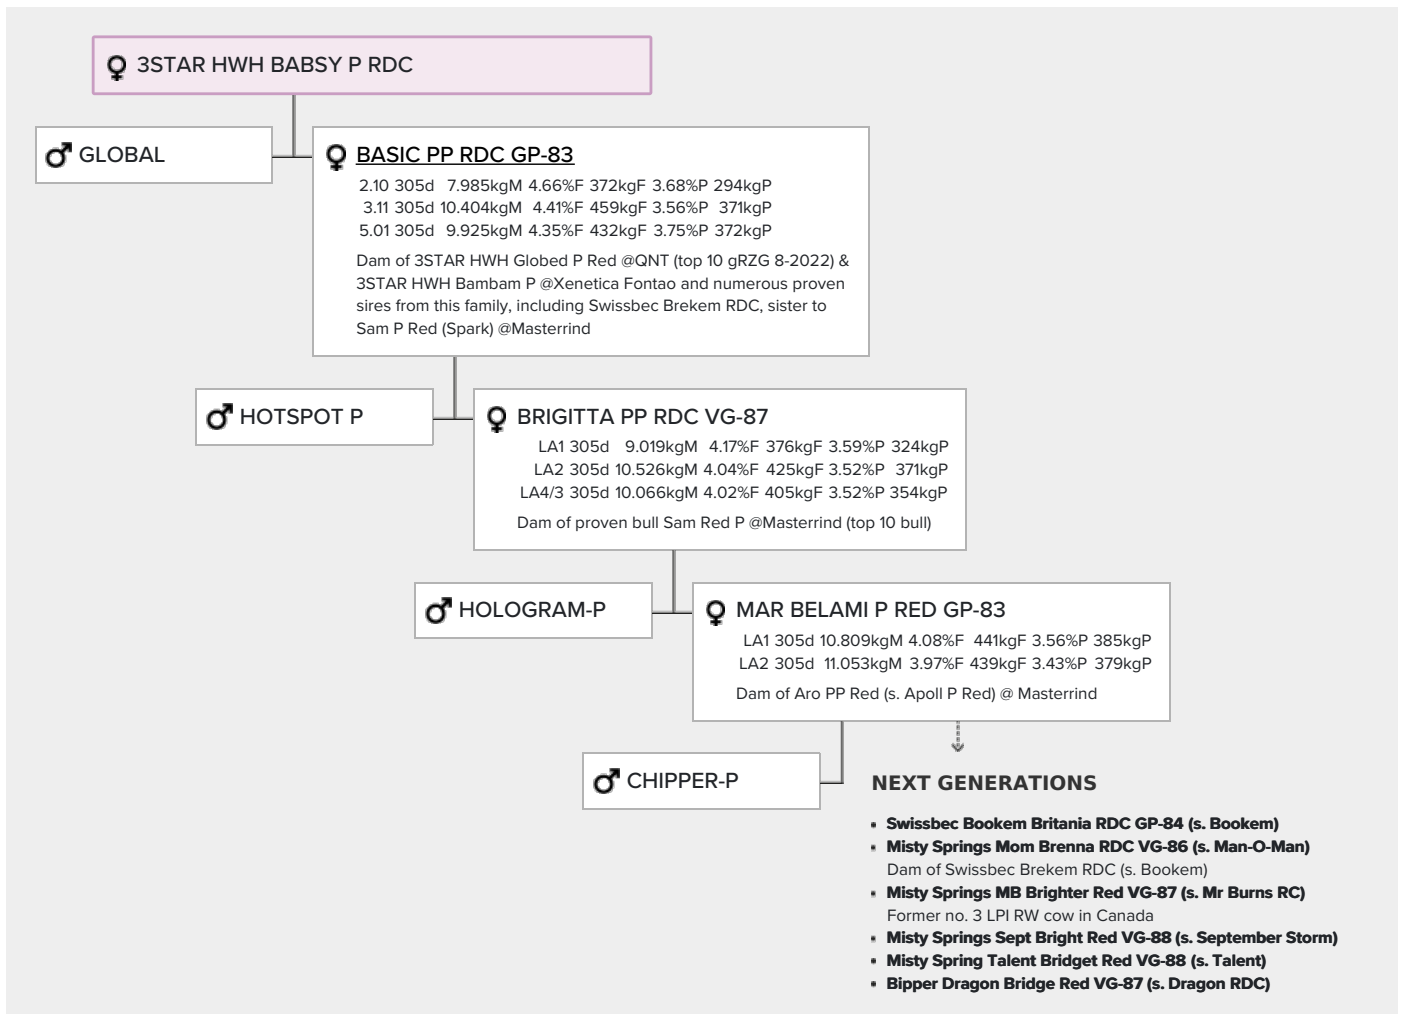 ♀ 3STAR HWH BABSY P RDC
♂ GLOBAL
♀ BASIC PP RDC GP-83
2.10 305d 7.985kgM 4.66%F 372kgF 3.68%P 294kgP
3.11 305d 10.404kgM 4.41%F 459kgF 3.56%P 371kgP
5.01 305d 9.925kgM 4.35%F 432kgF 3.75%P 372kgP
Dam of 3STAR HWH Globed P Red @QNT (top 10 gRZG 8-2022) &
3STAR HWH Bambam P @Xenetica Fontao and numerous proven
sires from this family, including Swissbec Brekem RDC, sister to
Sam P Red (Spark) @Masterrind
♂ HOTSPOT P
♀ BRIGITTA PP RDC VG-87
LA1 305d 9.019kgM 4.17%F 376kgF 3.59%P 324kgP
LA2 305d 10.526kgM 4.04%F 425kgF 3.52%P 371kgP
LA4/3 305d 10.066kgM 4.02%F 405kgF 3.52%P 354kgP
Dam of proven bull Sam Red P @Masterrind (top 10 bull)
♂ HOLOGRAM-P
♀ MAR BELAMI P RED GP-83
LA1 305d 10.809kgM 4.08%F 441kgF 3.56%P 385kgP
LA2 305d 11.053kgM 3.97%F 439kgF 3.43%P 379kgP
Dam of Aro PP Red (s. Apoll P Red) @ Masterrind
♂ CHIPPER-P
NEXT GENERATIONS
• Swissbec Bookem Britania RDC GP-84 (s. Bookem)
• Misty Springs Mom Brenna RDC VG-86 (s. Man-O-Man)
Dam of Swissbec Brekem RDC (s. Bookem)
• Misty Springs MB Brighter Red VG-87 (s. Mr Burns RC)
Former no. 3 LPI RW cow in Canada
• Misty Springs Sept Bright Red VG-88 (s. September Storm)
• Misty Spring Talent Bridget Red VG-88 (s. Talent)
• Bipper Dragon Bridge Red VG-87 (s. Dragon RDC)